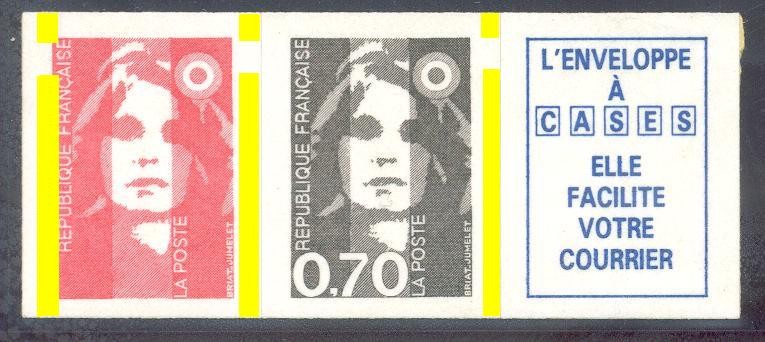 REPUBLIQUE FRANÇAISE
LA POSTE
BRIAT-JUMELET
REPUBLIQUE FRANÇAISE
LA POSTE
BRIAT-JUMELET
0,70
L'ENVELOPPE
À
CASES
ELLE
FACILITE
VOTRE
COURRIER